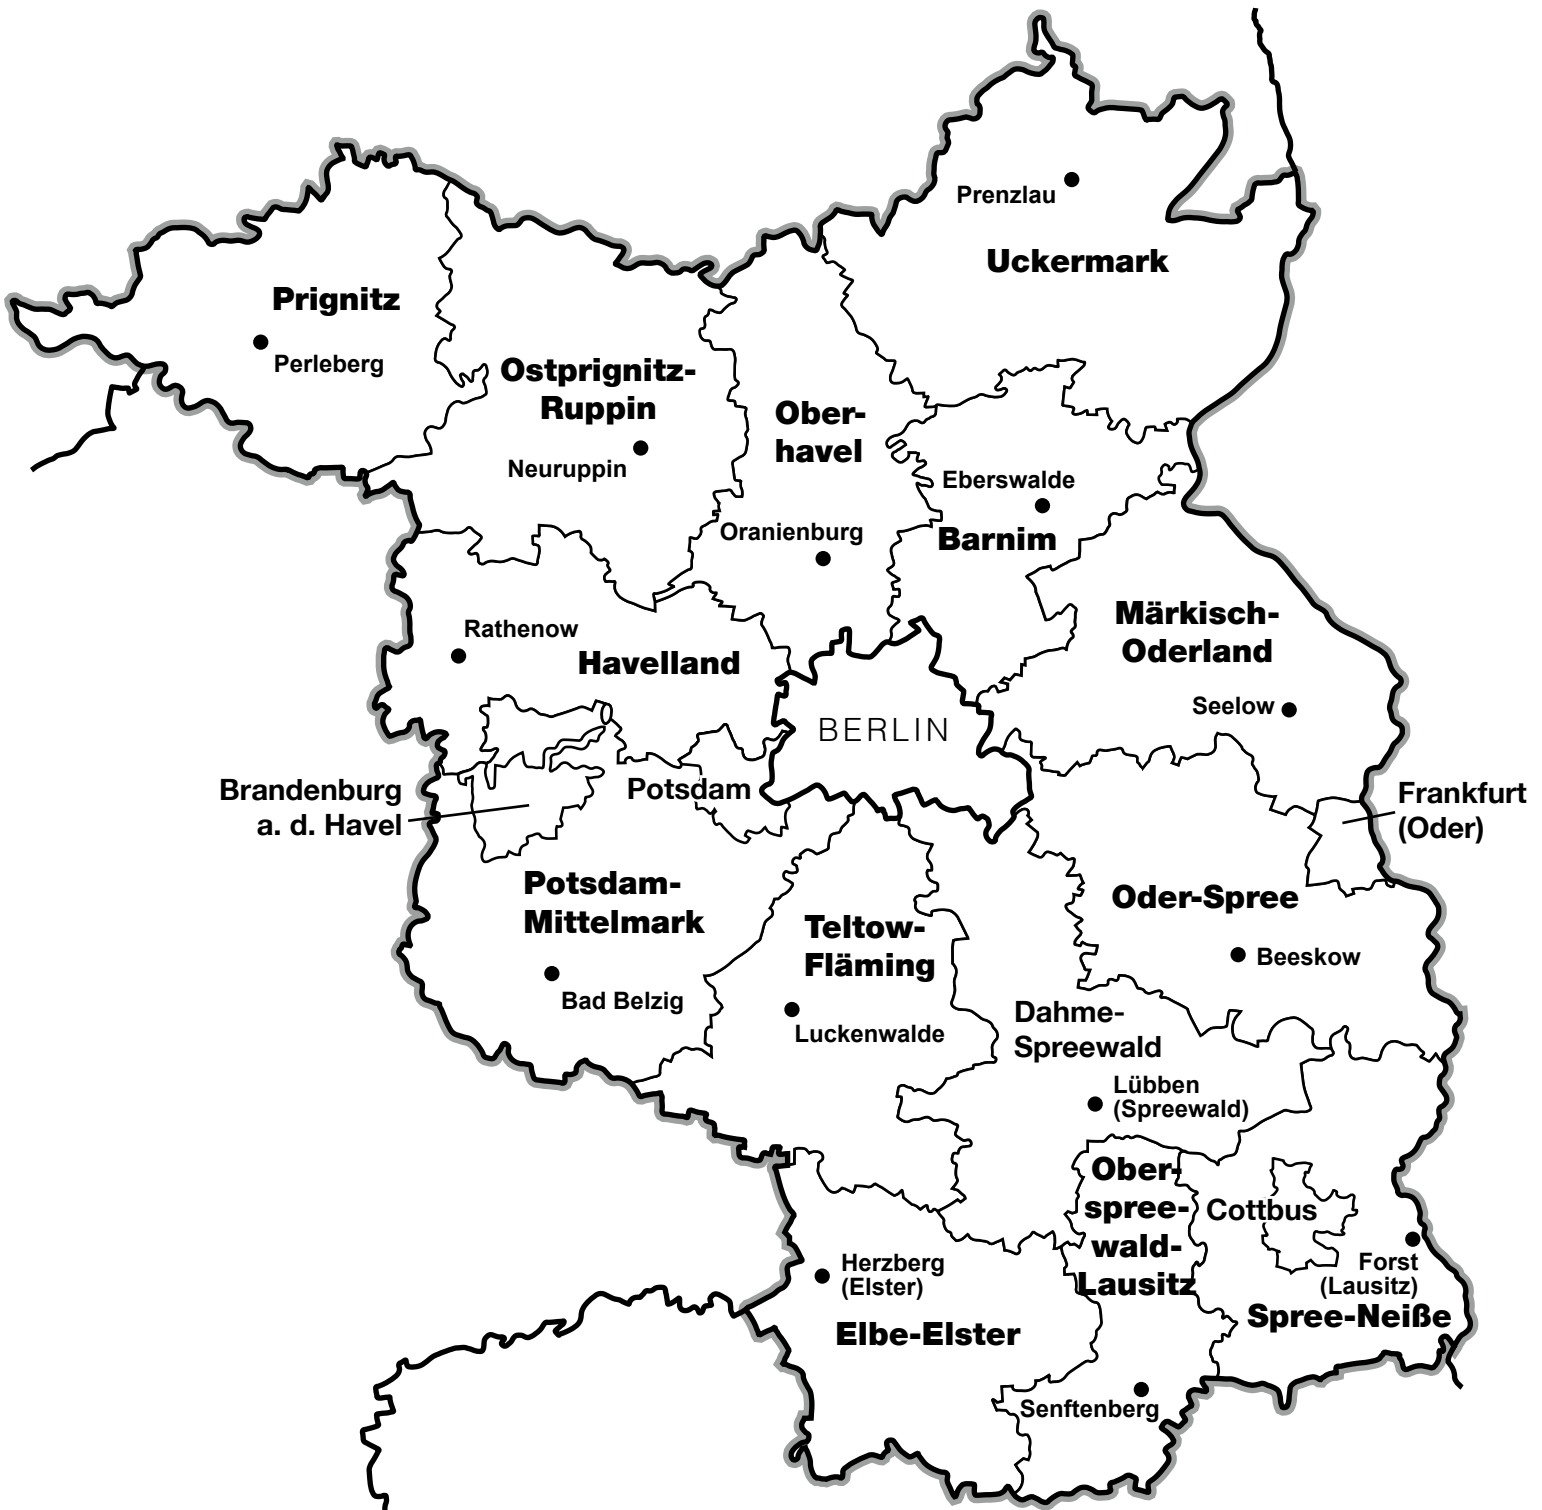 Prenzlau
Uckermark
Prignitz
Perleberg
Ostprignitz-
Ruppin
Neuruppin
Ober-
havel
Oranienburg
Eberswalde
Barnim
Märkisch-
Oderland
Seelow
Rathenow
Havelland
BERLIN
Brandenburg
a. d. Havel
Potsdam
Frankfurt
(Oder)
Potsdam-
Mittelmark
Bad Belzig
Teltow-
Fläming
Luckenwalde
Oder-Spree
Beeskow
Dahme-
Spreewald
Lübben
(Spreewald)
Ober-
spree-
wald-
Lausitz
Cottbus
Forst
(Lausitz)
Spree-Neiße
Herzberg
(Elster)
Elbe-Elster
Senftenberg